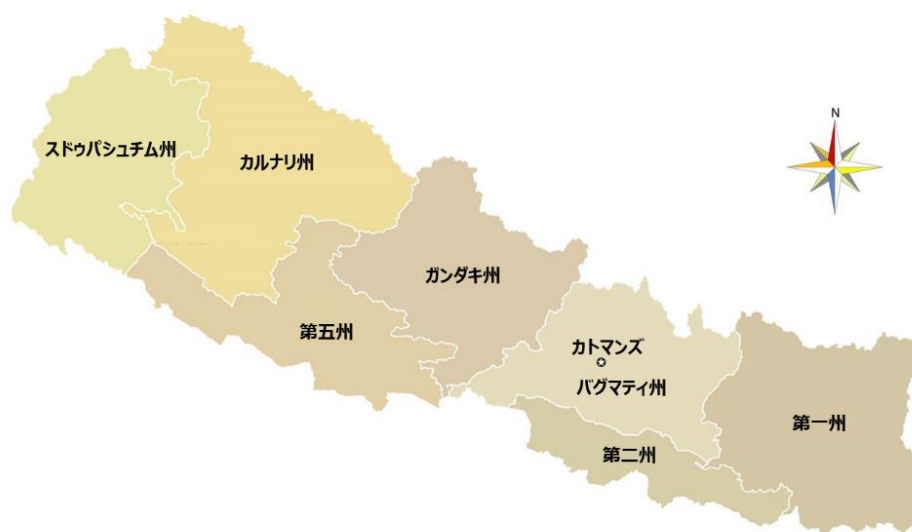 N
スドゥパシュチム州
カルナリ州
ガンダキ州
第五州
カトマンズ
バグマティ州
第一州
第二州